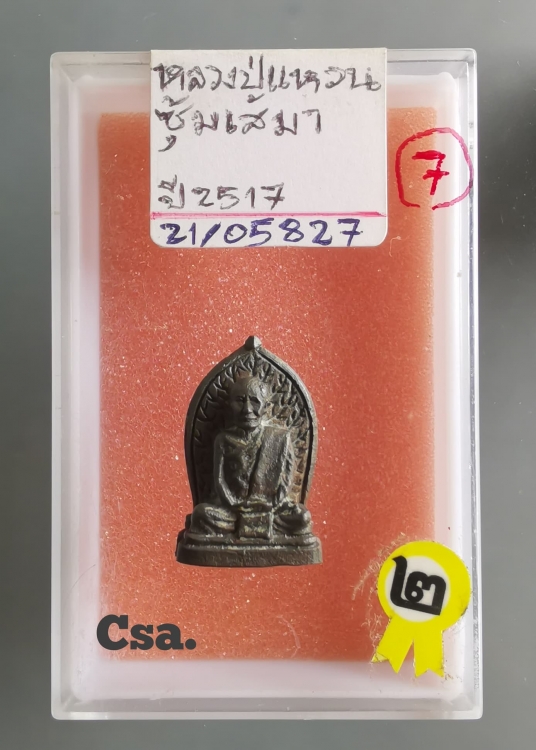 หลวงปู่แหวน
ซุ้มเสมา
ปี 2517
21/05827
7
๒
Csa.